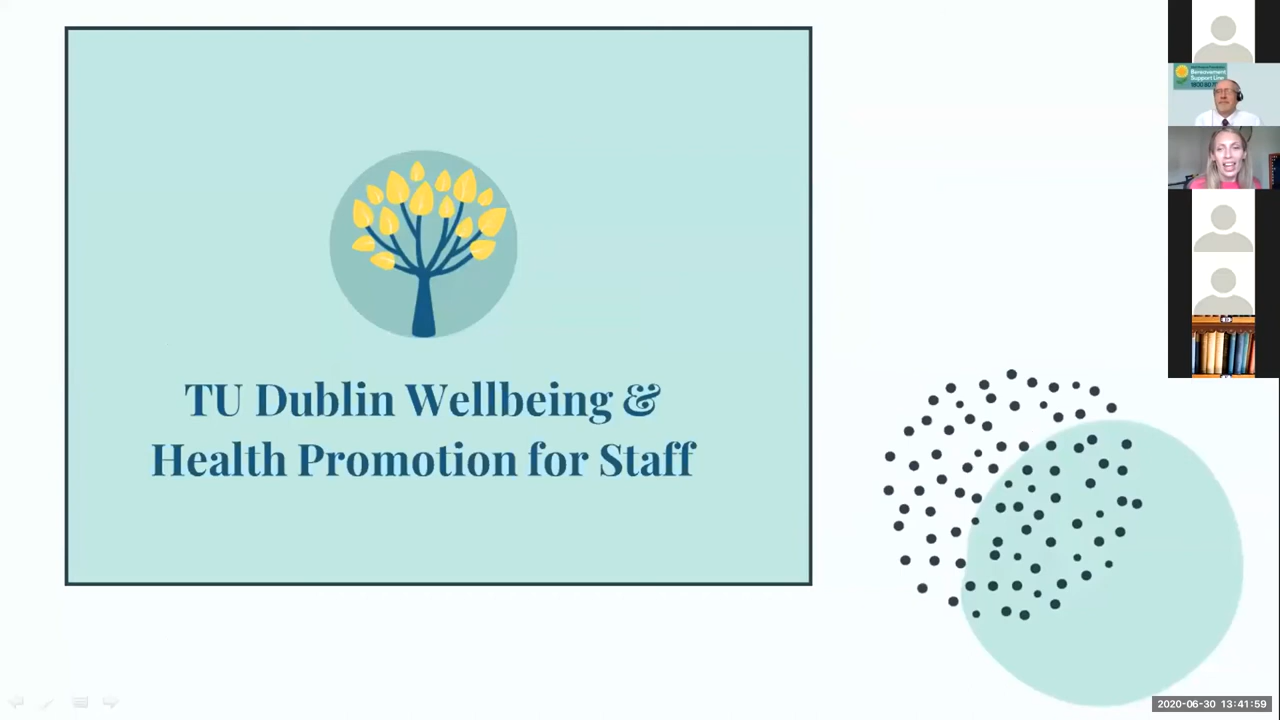 TU Dublin Wellbeing &
Health Promotion for Staff
Bereavement
Support Line
2020-06-30 13:41:59